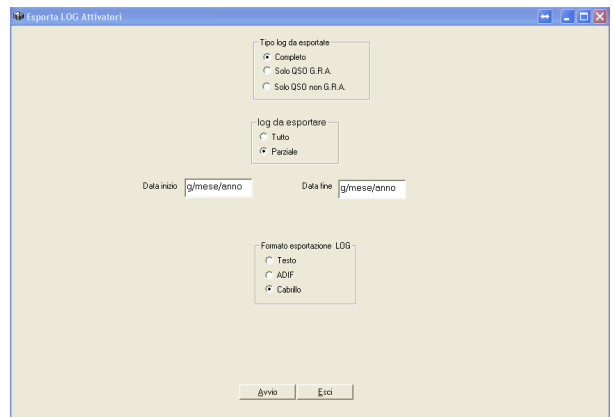 Esporta LOG Attivatori
Tipo log da esportate
Completo
Solo QSO G.R.A.
Solo QSO non G.R.A.
log da esportare
Tutto
Parziale
Data inizio g/mese/anno Data fine g/mese/anno
Formato esportazione LOG
Testo
ADIF
Cabrillo
Avvio Esci